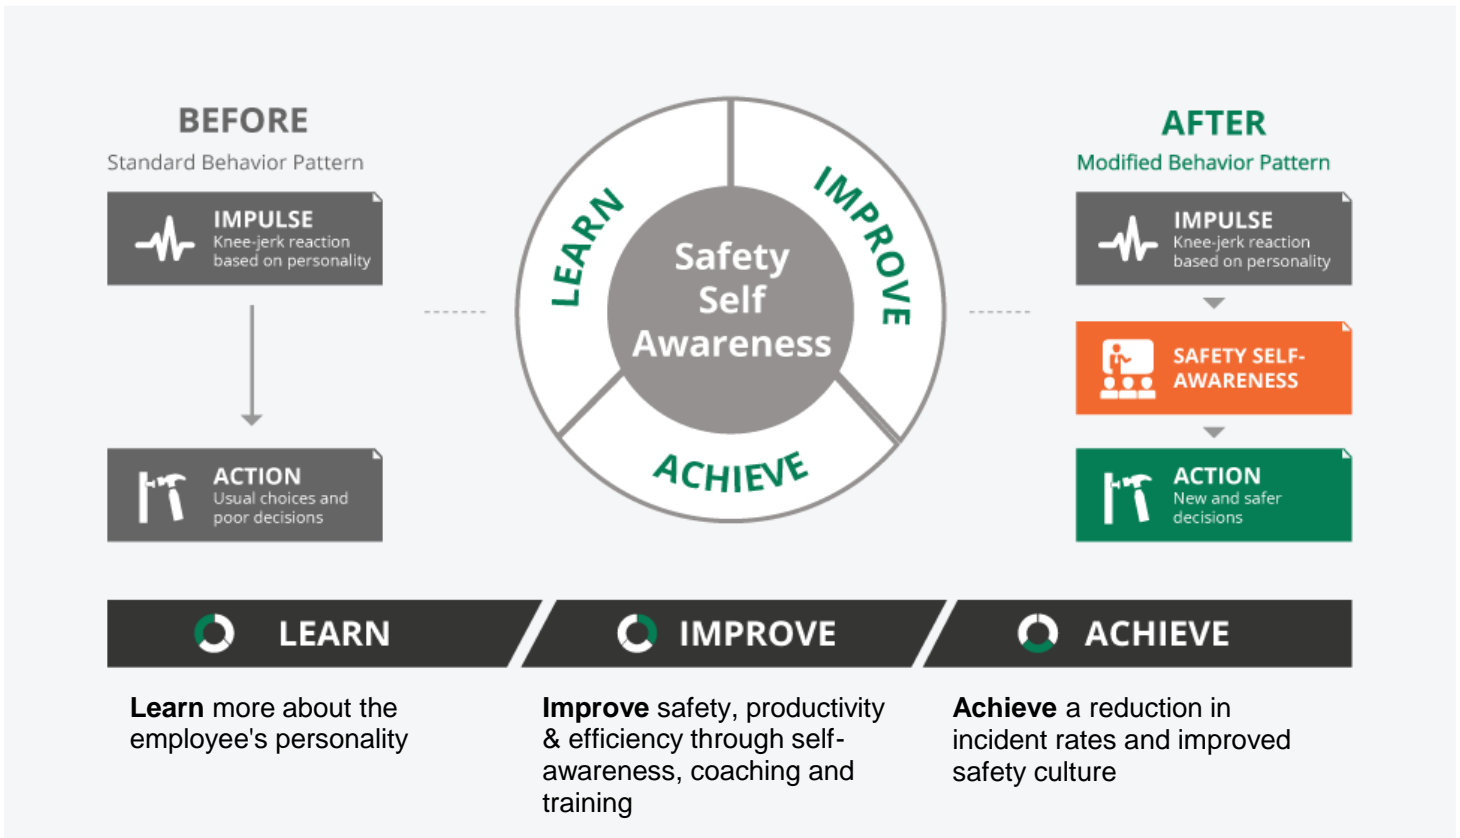 BEFORE
Standard Behavior Pattern
IMPULSE
Knee-jerk reaction
based on personality
ACTION
Usual choices and
poor decisions
LEARN
IMPROVE
ACHIEVE
Safety
Self
Awareness
AFTER
Modified Behavior Pattern
IMPULSE
Knee-jerk reaction
based on personality
SAFETY SELF-
AWARENESS
ACTION
New and safer
decisions
LEARN
Learn more about the
employee's personality
IMPROVE
Improve safety, productivity
& efficiency through self-
awareness, coaching and
training
ACHIEVE
Achieve a reduction in
incident rates and improved
safety culture